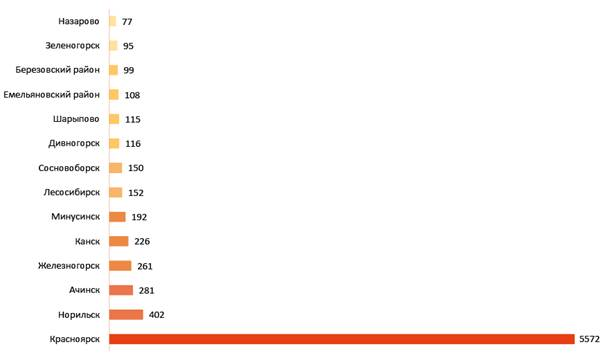 Назарово 77
Зеленогорск 95
Березовский район 99
Емельяновский район 108
Шарыпово 115
Дивногорск 116
Сосновоборск 150
Лесосибирск 152
Минусинск 192
Канск 226
Железногорск 261
Ачинск 281
Норильск 402
Красноярск 5572